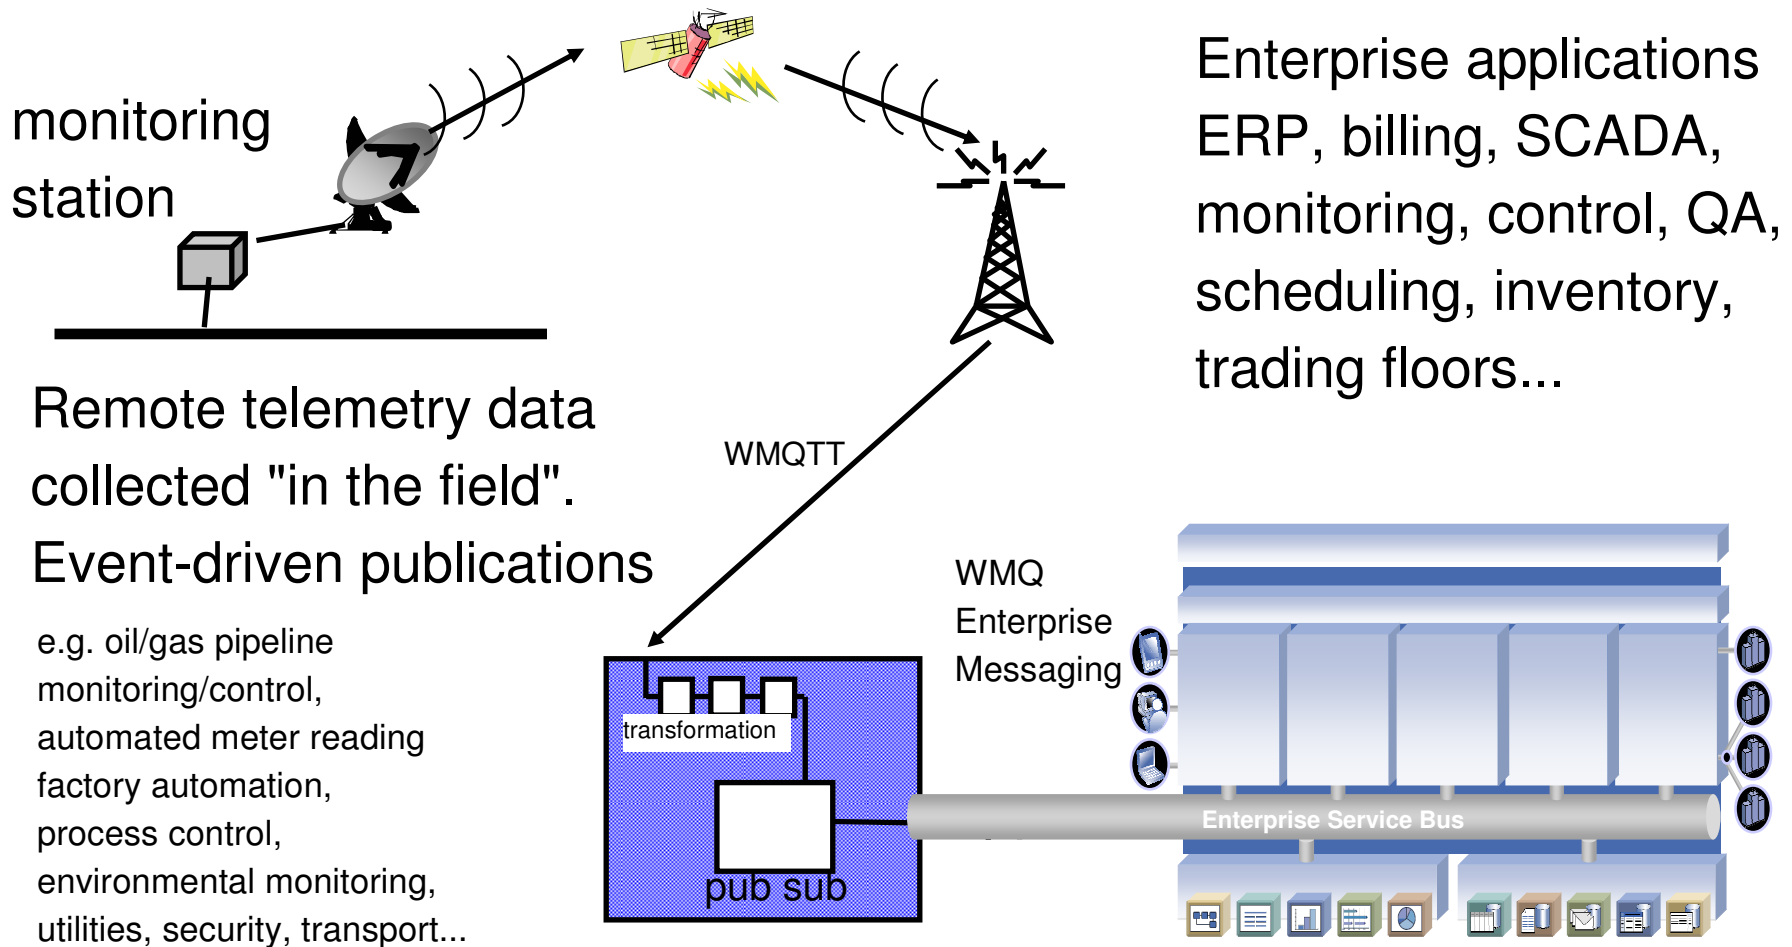 monitoring
station
Enterprise applications
ERP, billing, SCADA,
monitoring, control, QA,
scheduling, inventory,
trading floors...
Remote telemetry data
collected "in the field".
Event-driven publications
WMQTT
e.g. oil/gas pipeline
monitoring/control,
automated meter reading
factory automation,
process control,
environmental monitoring,
utilities, security, transport...
WMQ
Enterprise
Messaging
transformation
pub sub
Enterprise Service Bus